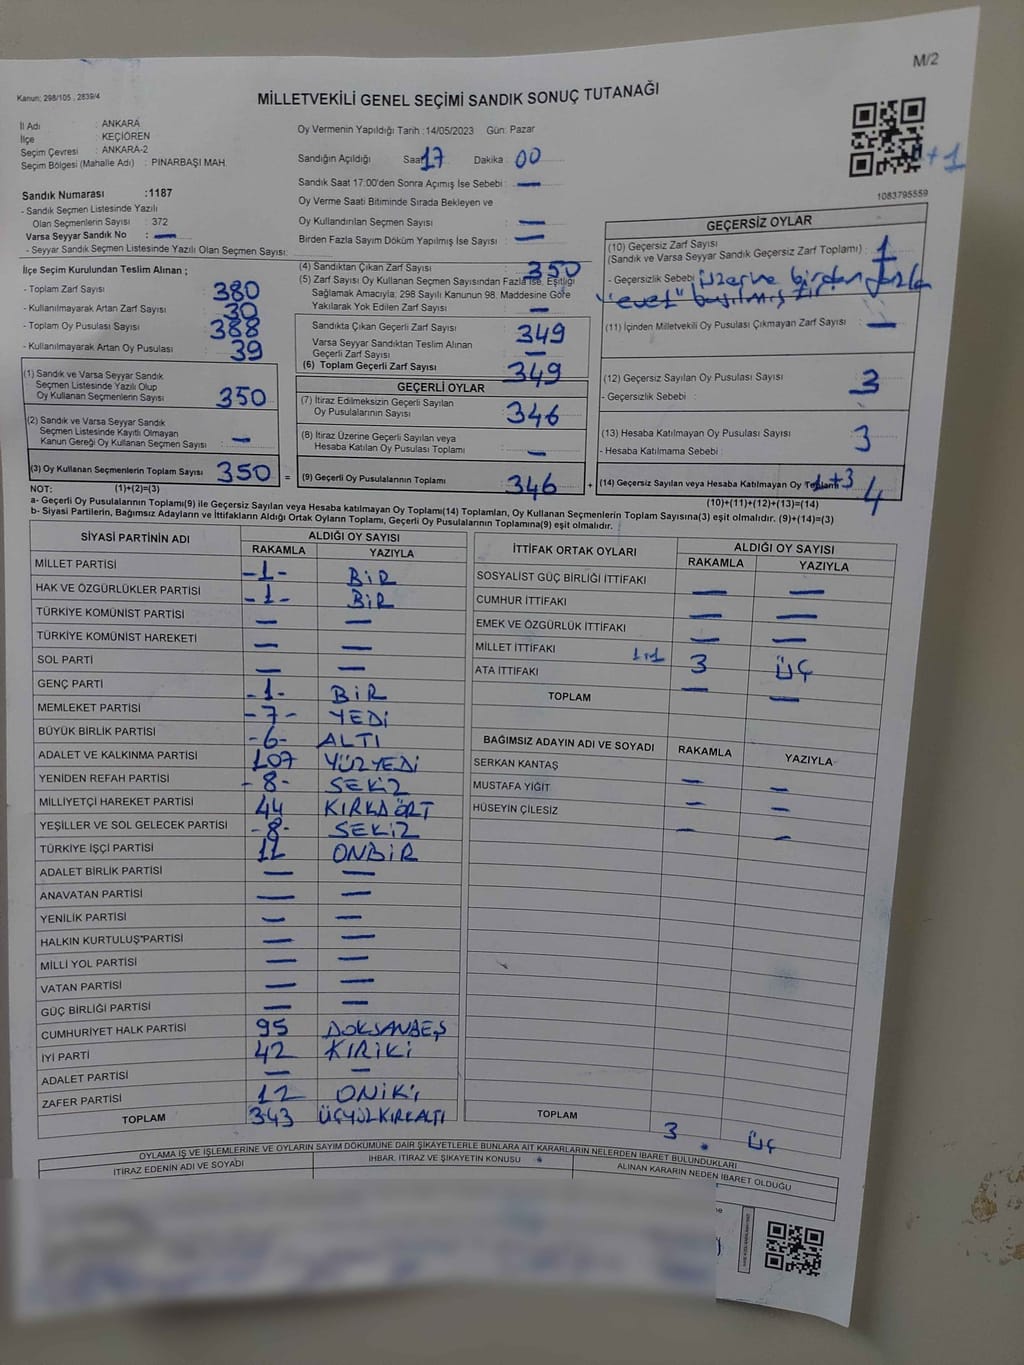 M/2
Kanun; 298/105 , 2839/4
MİLLETVEKİLİ GENEL SEÇİMİ SANDIK SONUÇ TUTANAĞI
İl Adı : ANKARA
İlçe : KEÇİÖREN
Seçim Çevresi : ANKARA-2
Seçim Bölgesi (Mahalle Adı) : PINARBAŞI MAH.
Sandık Numarası :1187
- Sandık Seçmen Listesinde Yazılı
Olan Seçmenlerin Sayısı : 372
Varsa Seyyar Sandık No : —
- Seyyar Sandık Seçmen Listesinde Yazılı Olan Seçmen Sayısı:
Oy Vermenin Yapıldığı Tarih :14/05/2023 Gün: Pazar
Sandığın Açıldığı Saat 17 Dakika : 00
Sandık Saat 17:00'den Sonra Açımış İse Sebebi : —
Oy Verme Saati Bitiminde Sırada Bekleyen ve
Oy Kullandırılan Seçmen Sayısı : —
Birden Fazla Sayım Döküm Yapılmış İse Sayısı : —
+1
1083795559
İlçe Seçim Kurulundan Teslim Alınan ;
- Toplam Zarf Sayısı : 380
- Kullanılmayarak Artan Zarf Sayısı : 30
- Toplam Oy Pusulası Sayısı : 388
- Kullanılmayarak Artan Oy Pusulası : 39
(1) Sandık ve Varsa Seyyar Sandık
Seçmen Listesinde Yazılı Olup
Oy Kullanan Seçmenlerin Sayısı : 350
(2) Sandık ve Varsa Seyyar Sandık
Seçmen Listesinde Kayıtlı Olmayan
Kanun Gereği Oy Kullanan Seçmen Sayısı : —
(3) Oy Kullanan Seçmenlerin Toplam Sayısı : 350 =
(4) Sandıktan Çıkan Zarf Sayısı : 350
(5) Zarf Sayısı Oy Kullanan Seçmen Sayısından Fazla İse, Eşitliği
Sağlamak Amacıyla; 298 Sayılı Kanunun 98. Maddesine Göre
Yakılarak Yok Edilen Zarf Sayısı : —
Sandıkta Çıkan Geçerli Zarf Sayısı : 349
Varsa Seyyar Sandıktan Teslim Alınan
Geçerli Zarf Sayısı : —
(6) Toplam Geçerli Zarf Sayısı : 349
GEÇERLİ OYLAR
(7) İtiraz Edilmeksizin Geçerli Sayılan
Oy Pusulalarının Sayısı : 346
(8) İtiraz Üzerine Geçerli Sayılan veya
Hesaba Katılan Oy Pusulaları Toplamı : —
(9) Geçerli Oy Pusulalarının Toplamı : 346 +
GEÇERSİZ OYLAR
(10) Geçersiz Zarf Sayısı
(Sandık ve Varsa Seyyar Sandık Geçersiz Zarf Toplamı) : 1
- Geçersizlik Sebebi : üzerine birden fazla
"evet" basılmış
(11) İçinden Milletvekili Oy Pusulası Çıkmayan Zarf Sayısı : —
(12) Geçersiz Sayılan Oy Pusulası Sayısı : 3
- Geçersizlik Sebebi :
(13) Hesaba Katılmayan Oy Pusulası Sayısı : 3
- Hesaba Katılmama Sebebi :
(14) Geçersiz Sayılan veya Hesaba Katılmayan Oy Toplamı 1+3 4
NOT: (1)+(2)=(3)
(10)+(11)+(12)+(13)=(14)
a- Geçerli Oy Pusulalarının Toplamı(9) ile Geçersiz Sayılan veya Hesaba katılmayan Oy Toplamı(14) Toplamları, Oy Kullanan Seçmenlerin Toplam Sayısına(3) eşit olmalıdır. (9)+(14)=(3)
b- Siyasi Partilerin, Bağımsız Adayların ve İttifakların Aldığı Ortak Oyların Toplamı, Geçerli Oy Pusulalarının Toplamına(9) eşit olmalıdır.
SİYASİ PARTİNİN ADI ALDIĞI OY SAYISI
RAKAMLA YAZIYLA
MİLLET PARTİSİ -1- BİR
HAK VE ÖZGÜRLÜKLER PARTİSİ -1- BİR
TÜRKİYE KOMÜNİST PARTİSİ — —
TÜRKİYE KOMÜNİST HAREKETİ — —
SOL PARTİ — —
GENÇ PARTİ -1- BİR
MEMLEKET PARTİSİ -7- YEDİ
BÜYÜK BİRLİK PARTİSİ -6- ALTI
ADALET VE KALKINMA PARTİSİ 107 YÜZYEDİ
YENİDEN REFAH PARTİSİ -8- SEKİZ
MİLLİYETÇİ HAREKET PARTİSİ 44 KIRKDÖRT
YEŞİLLER VE SOL GELECEK PARTİSİ -8- SEKİZ
TÜRKİYE İŞÇİ PARTİSİ 11 ONBİR
ADALET BİRLİK PARTİSİ — —
ANAVATAN PARTİSİ — —
YENİLİK PARTİSİ — —
HALKIN KURTULUŞ PARTİSİ — —
MİLLİ YOL PARTİSİ — —
VATAN PARTİSİ — —
GÜÇ BİRLİĞİ PARTİSİ — —
CUMHURİYET HALK PARTİSİ 95 DOKSANBEŞ
İYİ PARTİ 42 KIRIKİ
ADALET PARTİSİ — —
ZAFER PARTİSİ 12 ONİKİ
TOPLAM 343 ÜÇYÜZKIRKALTI
İTTİFAK ORTAK OYLARI ALDIĞI OY SAYISI
RAKAMLA YAZIYLA
SOSYALİST GÜÇ BİRLİĞİ İTTİFAKI — —
CUMHUR İTTİFAKI — —
EMEK VE ÖZGÜRLÜK İTTİFAKI — —
MİLLET İTTİFAKI 3 ÜÇ
ATA İTTİFAKI — —
TOPLAM
BAĞIMSIZ ADAYIN ADI VE SOYADI RAKAMLA YAZIYLA
SERKAN KANTAŞ — —
MUSTAFA YİĞİT — —
HÜSEYİN ÇİLESİZ — —
TOPLAM 3 ÜÇ
OYLAMA İŞ VE İŞLEMLERİNE VE OYLARIN SAYIM DÖKÜMÜNE DAİR ŞİKAYETLERLE BUNLARA AİT KARARLARIN NELERDEN İBARET BULUNDUKLARI
İTİRAZ EDENİN ADI VE SOYADI İHBAR, İTİRAZ VE ŞİKAYETİN KONUSU ALINAN KARARIN NEDEN İBARET OLDUĞU